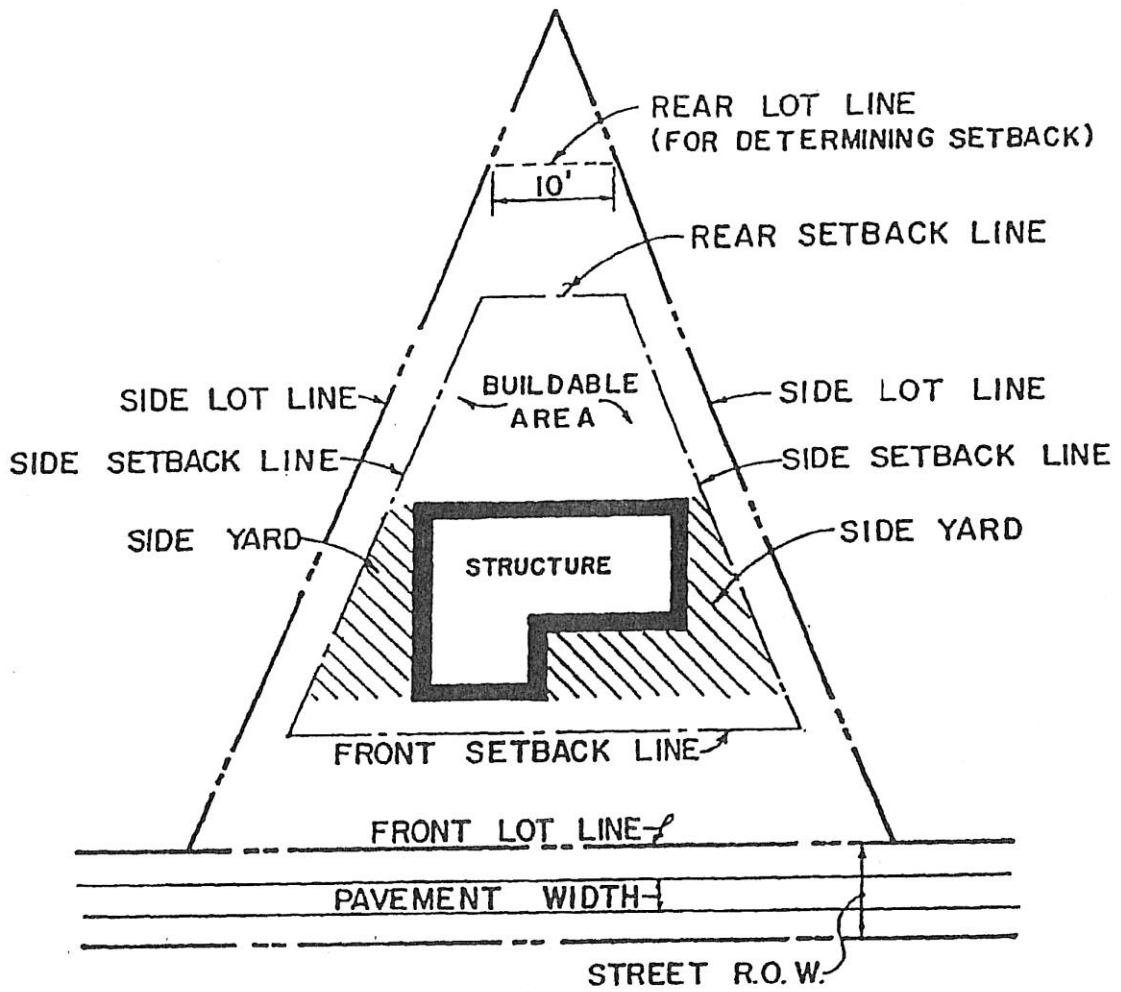 REAR LOT LINE
(FOR DETERMINING SETBACK)
10'
REAR SETBACK LINE
BUILDABLE
AREA
SIDE LOT LINE
SIDE LOT LINE
SIDE SETBACK LINE
SIDE SETBACK LINE
SIDE YARD
SIDE YARD
STRUCTURE
FRONT SETBACK LINE
FRONT LOT LINE
PAVEMENT WIDTH
STREET R.O.W.